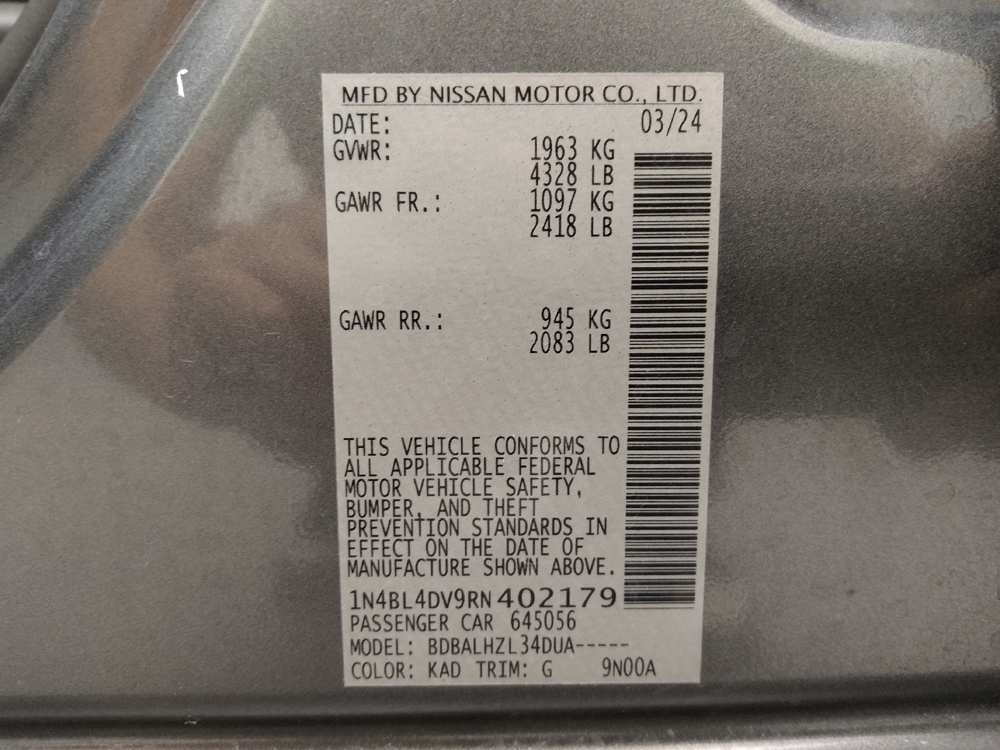 MFD BY NISSAN MOTOR CO., LTD.
DATE: 03/24
GVWR: 1963 KG
4328 LB
GAWR FR.: 1097 KG
2418 LB
GAWR RR.: 945 KG
2083 LB
THIS VEHICLE CONFORMS TO
ALL APPLICABLE FEDERAL
MOTOR VEHICLE SAFETY,
BUMPER, AND THEFT
PREVENTION STANDARDS IN
EFFECT ON THE DATE OF
MANUFACTURE SHOWN ABOVE.
1N4BL4DV9RN402179
PASSENGER CAR 645056
MODEL: BDBALHZL34DUA-----
COLOR: KAD TRIM: G 9N00A